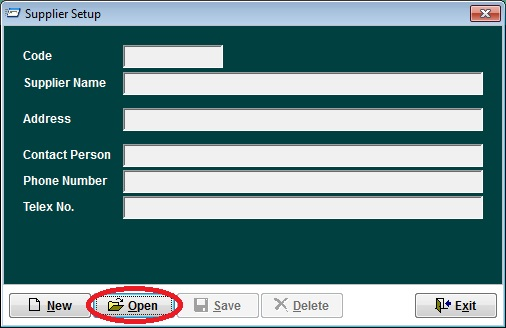 Supplier Setup
Code
Supplier Name
Address
Contact Person
Phone Number
Telex No.
New Open Save Delete Exit